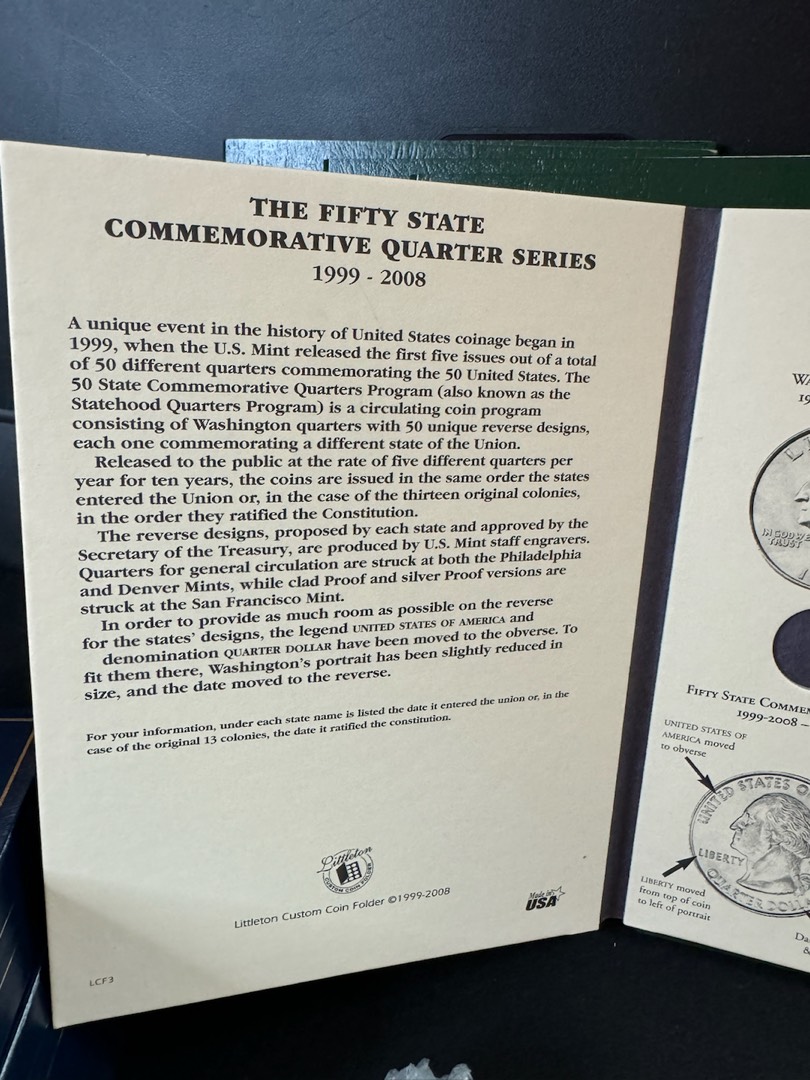 THE FIFTY STATE
COMMEMORATIVE QUARTER SERIES
1999 - 2008
A unique event in the history of United States coinage began in
1999, when the U.S. Mint released the first five issues out of a total
of 50 different quarters commemorating the 50 United States. The
50 State Commemorative Quarters Program (also known as the
Statehood Quarters Program) is a circulating coin program
consisting of Washington quarters with 50 unique reverse designs,
each one commemorating a different state of the Union.
Released to the public at the rate of five different quarters per
year for ten years, the coins are issued in the same order the states
entered the Union or, in the case of the thirteen original colonies,
in the order they ratified the Constitution.
The reverse designs, proposed by each state and approved by the
Secretary of the Treasury, are produced by U.S. Mint staff engravers.
Quarters for general circulation are struck at both the Philadelphia
and Denver Mints, while clad Proof and silver Proof versions are
struck at the San Francisco Mint.
In order to provide as much room as possible on the reverse
for the states' designs, the legend UNITED STATES OF AMERICA and
denomination QUARTER DOLLAR have been moved to the obverse. To
fit them there, Washington's portrait has been slightly reduced in
size, and the date moved to the reverse.
For your information, under each state name is listed the date it entered the union or, in the
case of the original 13 colonies, the date it ratified the constitution.
Littleton
CUSTOM COIN FOLDER
Littleton Custom Coin Folder ©1999-2008
Made in
USA
LCF3
IN GOD WE
TRUST
FIFTY STATE
1999-2008 –
UNITED STATES OF
AMERICA moved
to obverse
UNITED STATES
LIBERTY
QUARTER
LIBERTY moved
from top of coin
to left of portrait